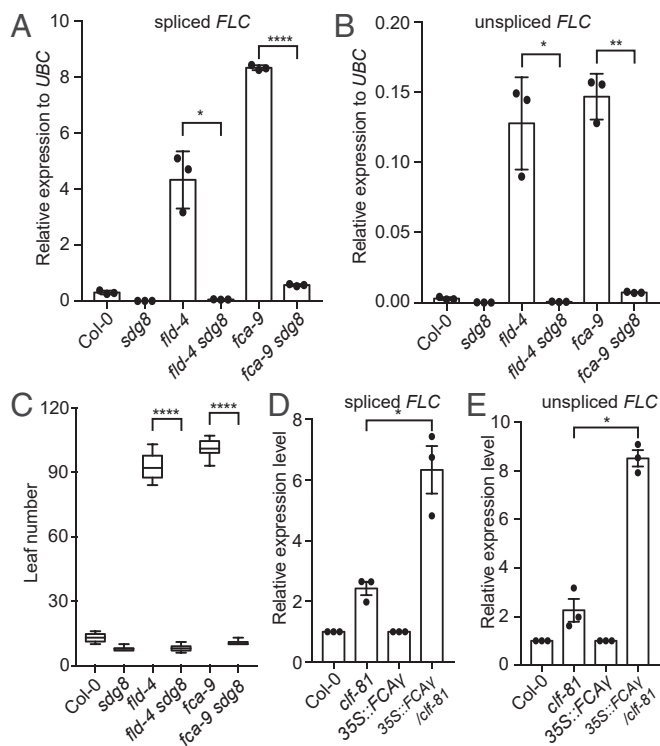 A
spliced FLC
Relative expression to UBC
10
8
6
4
2
0
*
****
Col-0
sdg8
fld-4
fld-4 sdg8
fca-9
fca-9 sdg8
B
unspliced FLC
Relative expression to UBC
0.20
0.15
0.10
0.05
0.00
*
**
Col-0
sdg8
fld-4
fld-4 sdg8
fca-9
fca-9 sdg8
C
Leaf number
120
90
60
30
0
****
****
Col-0
sdg8
fld-4
fld-4 sdg8
fca-9
fca-9 sdg8
D
spliced FLC
Relative expression level
8
6
4
2
0
*
Col-0
clf-81
35S::FCAγ
35S::FCAγ
/clf-81
E
unspliced FLC
Relative expression level
10
8
6
4
2
0
*
Col-0
clf-81
35S::FCAγ
35S::FCAγ
/clf-81